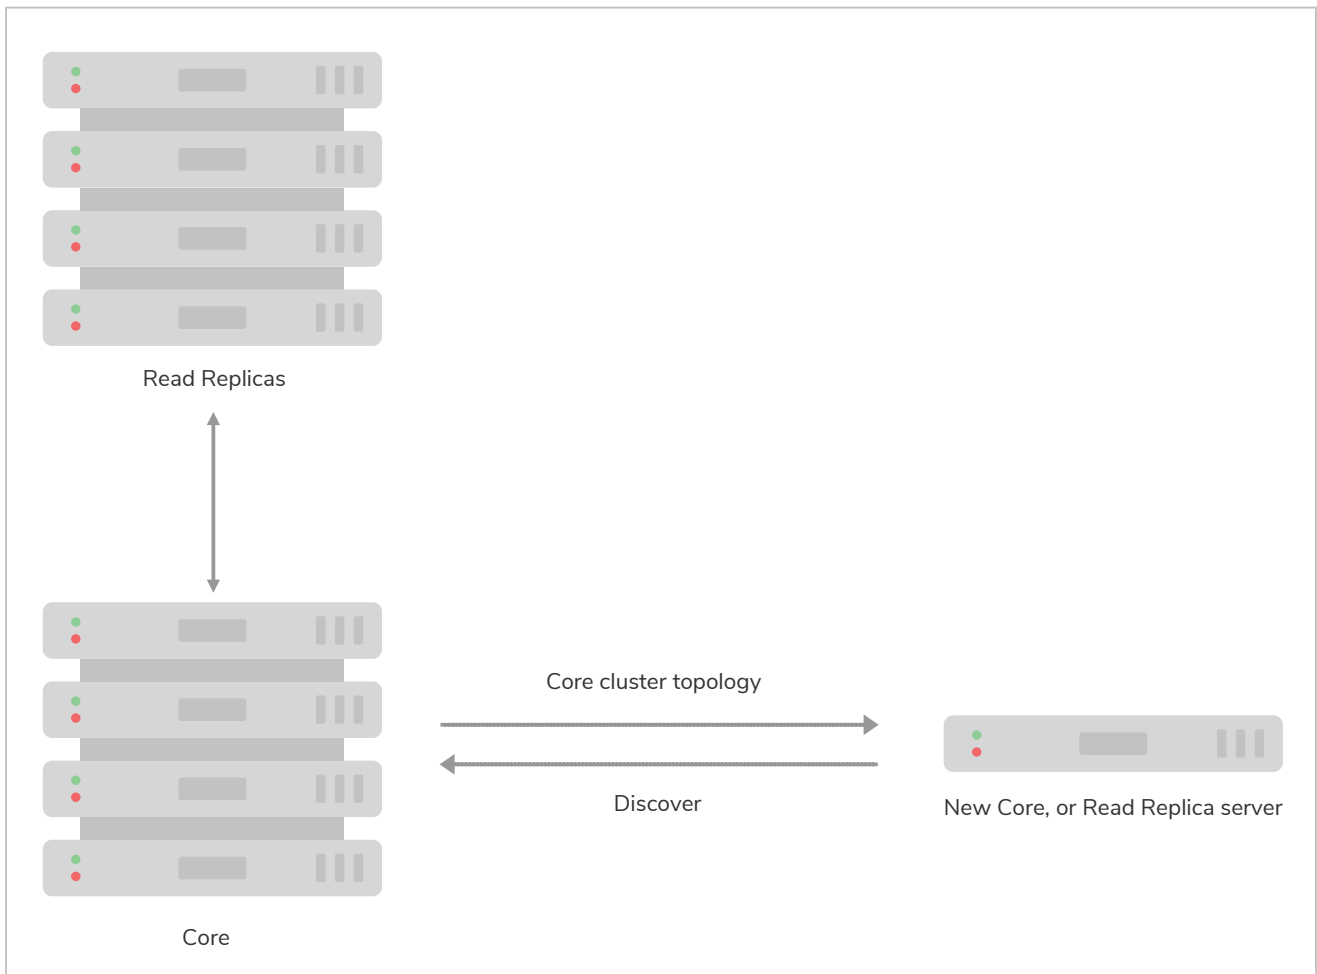 Read Replicas
Core cluster topology
Discover
New Core, or Read Replica server
Core